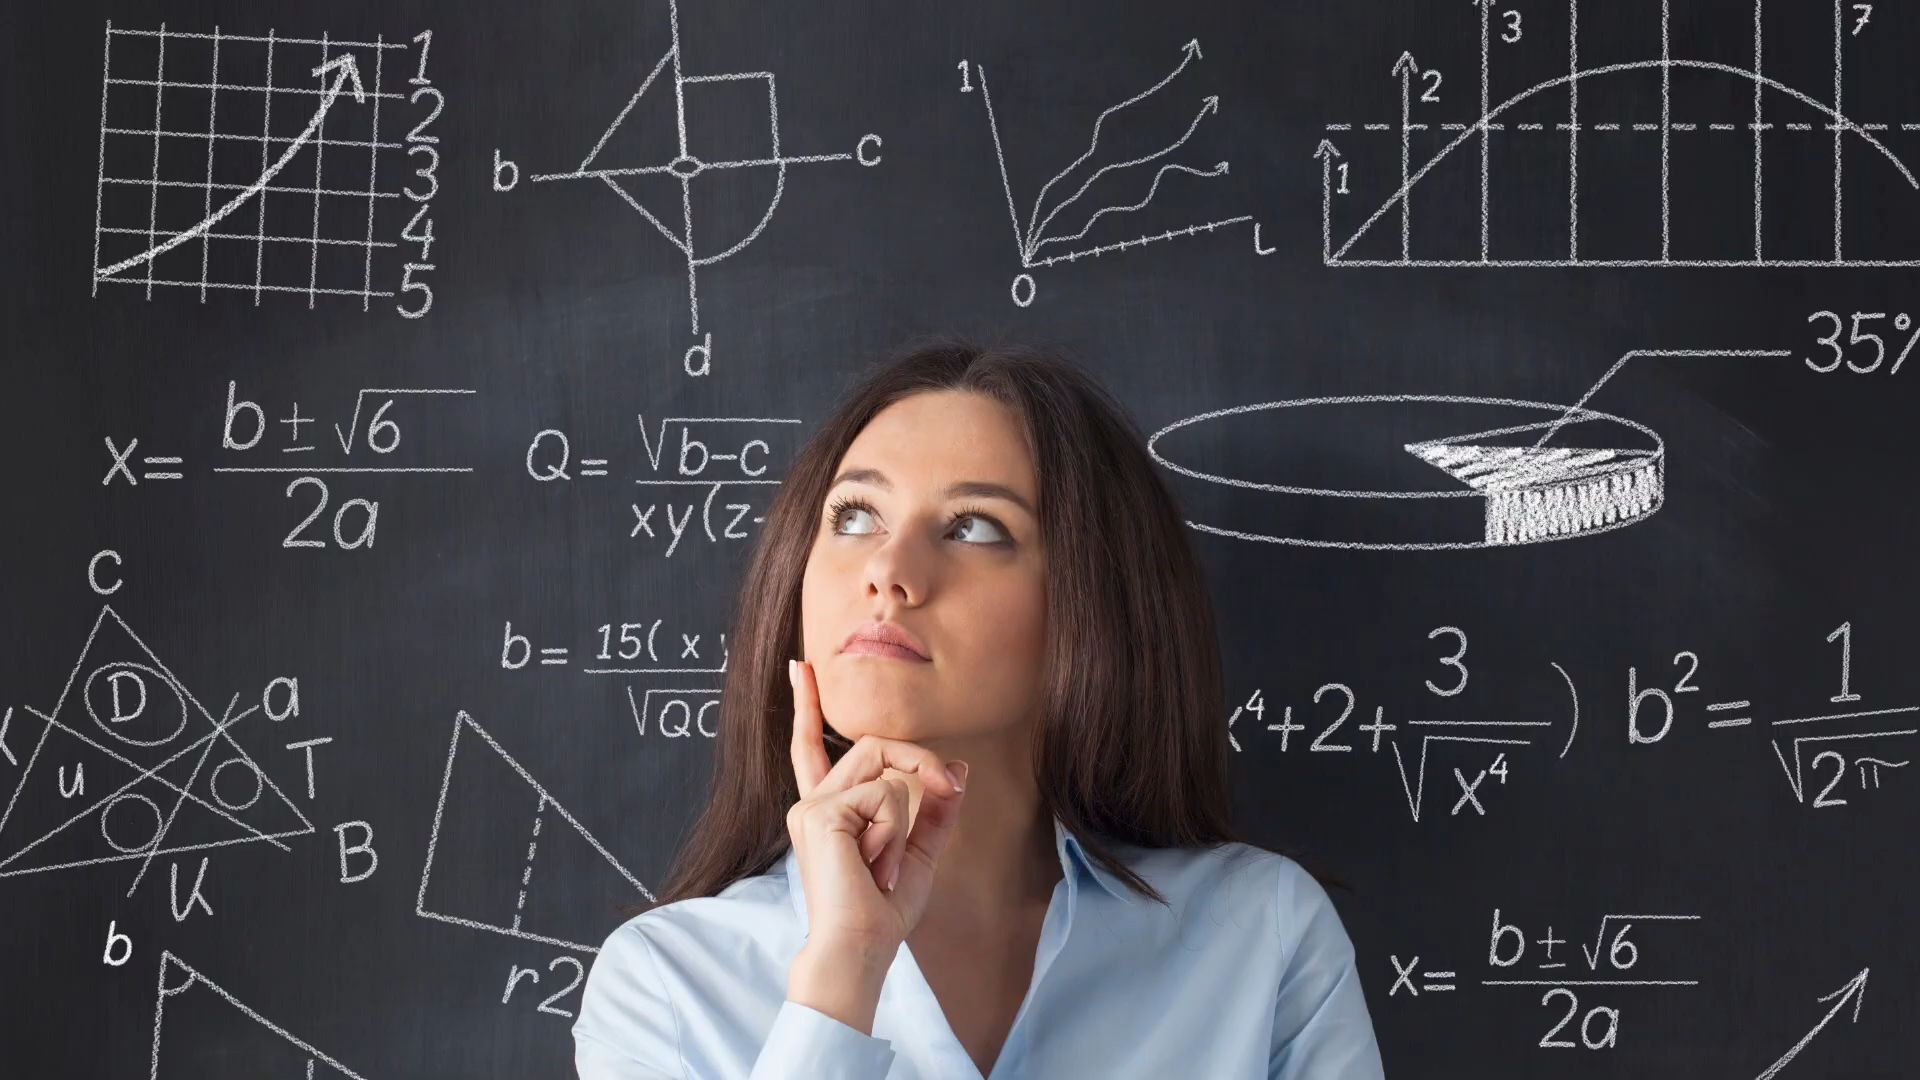 1
2
3
4
5
b
c
d
1
0
L
1
2
3
7
35%
x= b±√6
2a
Q= √b-c
xy(z-
C
D
a
u
T
B
K
b= 15( x y
√QC
x⁴+2+ 3 )
√x⁴
b²= 1
√2π
b
r2
x= b±√6
2a